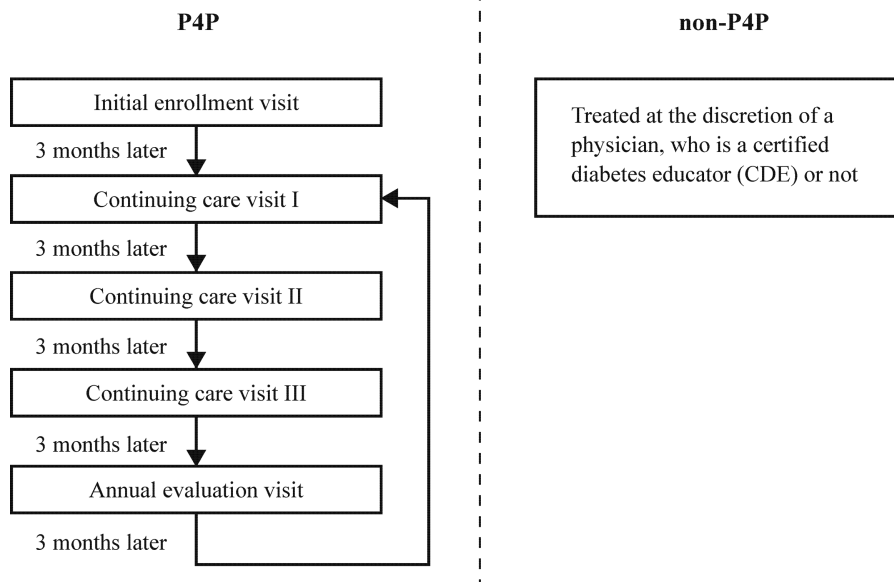 P4P
Initial enrollment visit
3 months later
Continuing care visit I
3 months later
Continuing care visit II
3 months later
Continuing care visit III
3 months later
Annual evaluation visit
3 months later
non-P4P
Treated at the discretion of a
physician, who is a certified
diabetes educator (CDE) or not